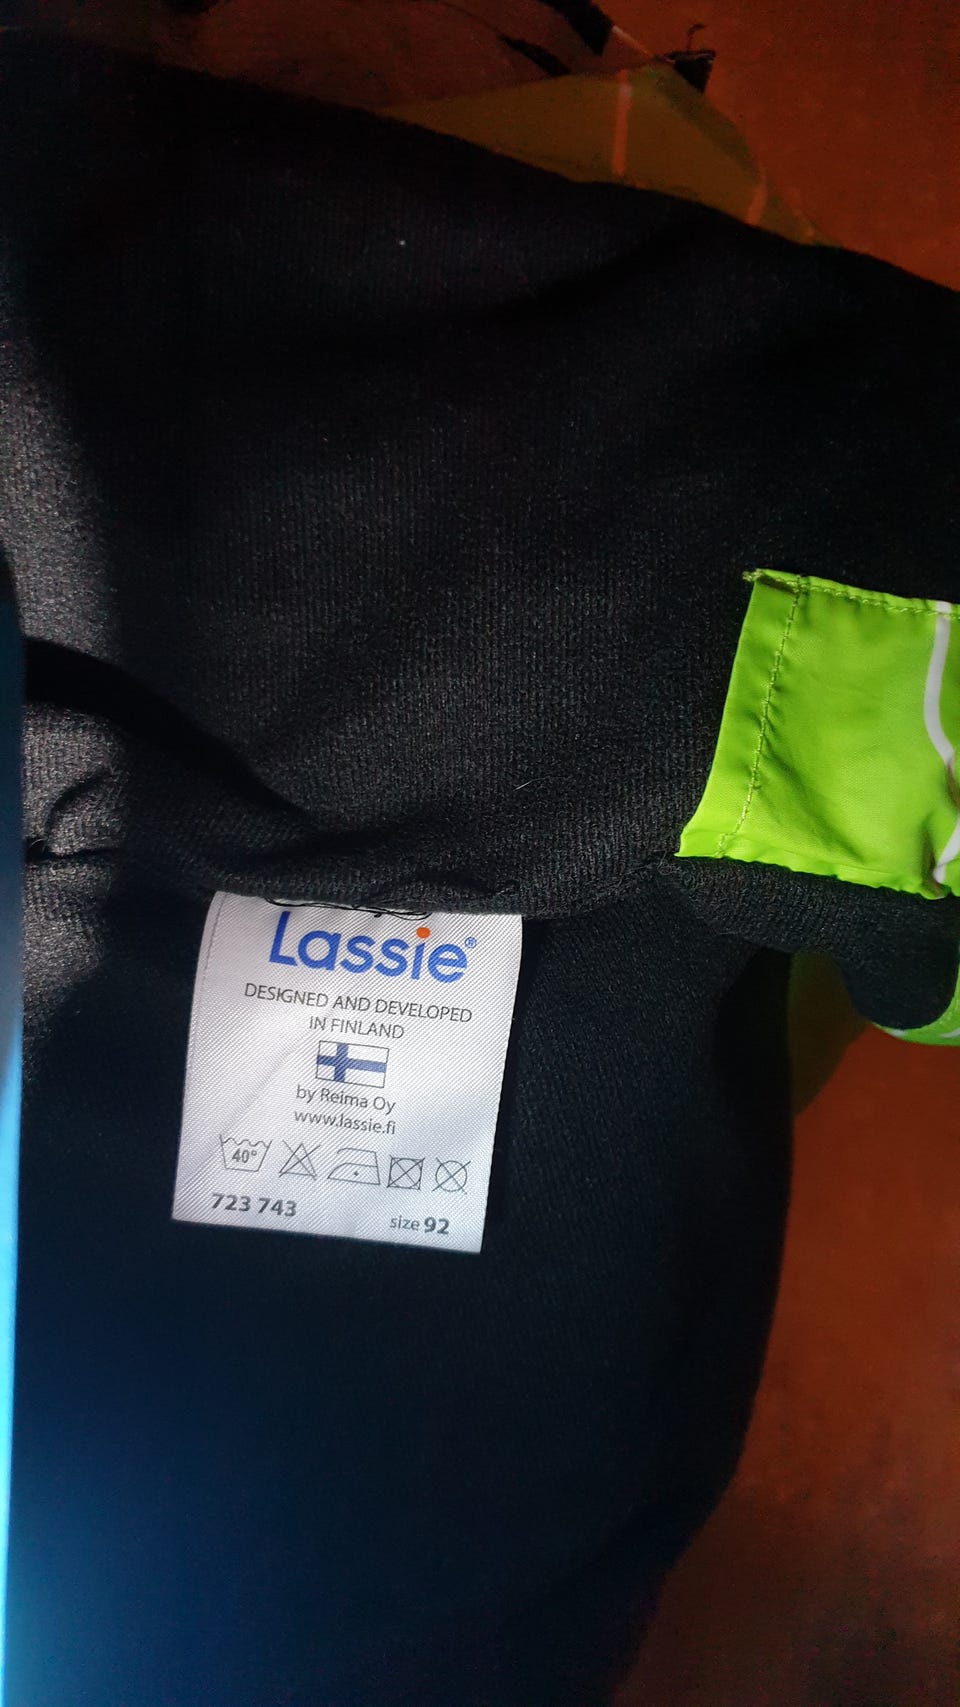 Lassie®
DESIGNED AND DEVELOPED
IN FINLAND
by Reima Oy
www.lassie.fi
40°
723 743
size 92